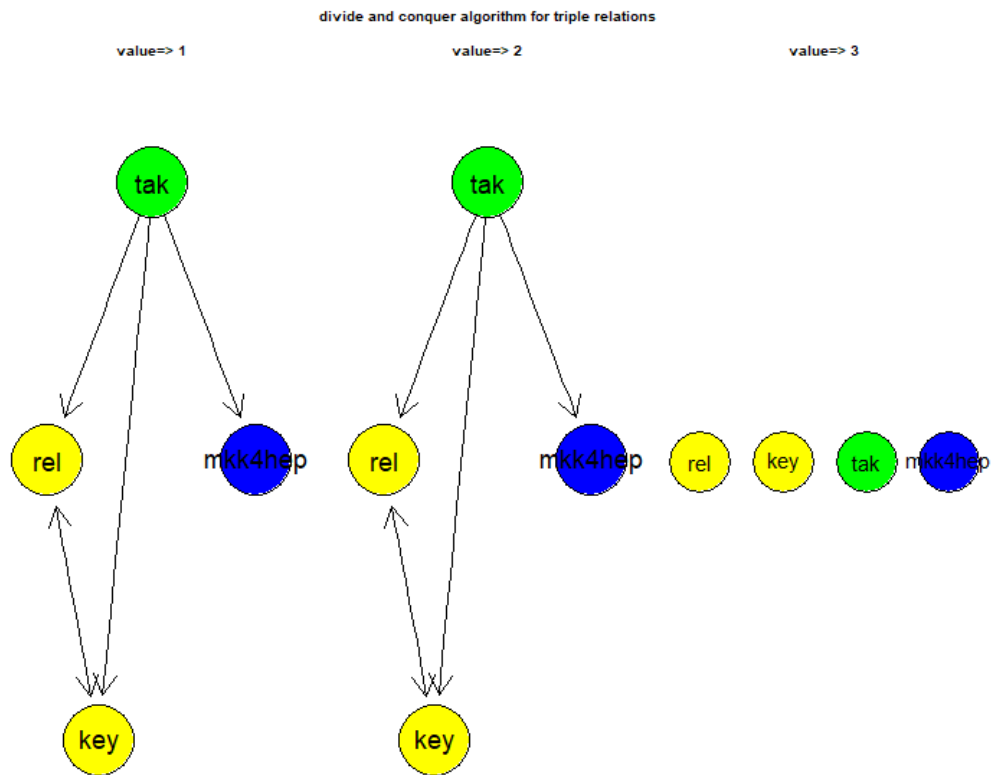 divide and conquer algorithm for triple relations
value=> 1
tak
rel
mkk4hep
key
value=> 2
tak
rel
mkk4hep
key
value=> 3
rel
key
tak
mkk4hep